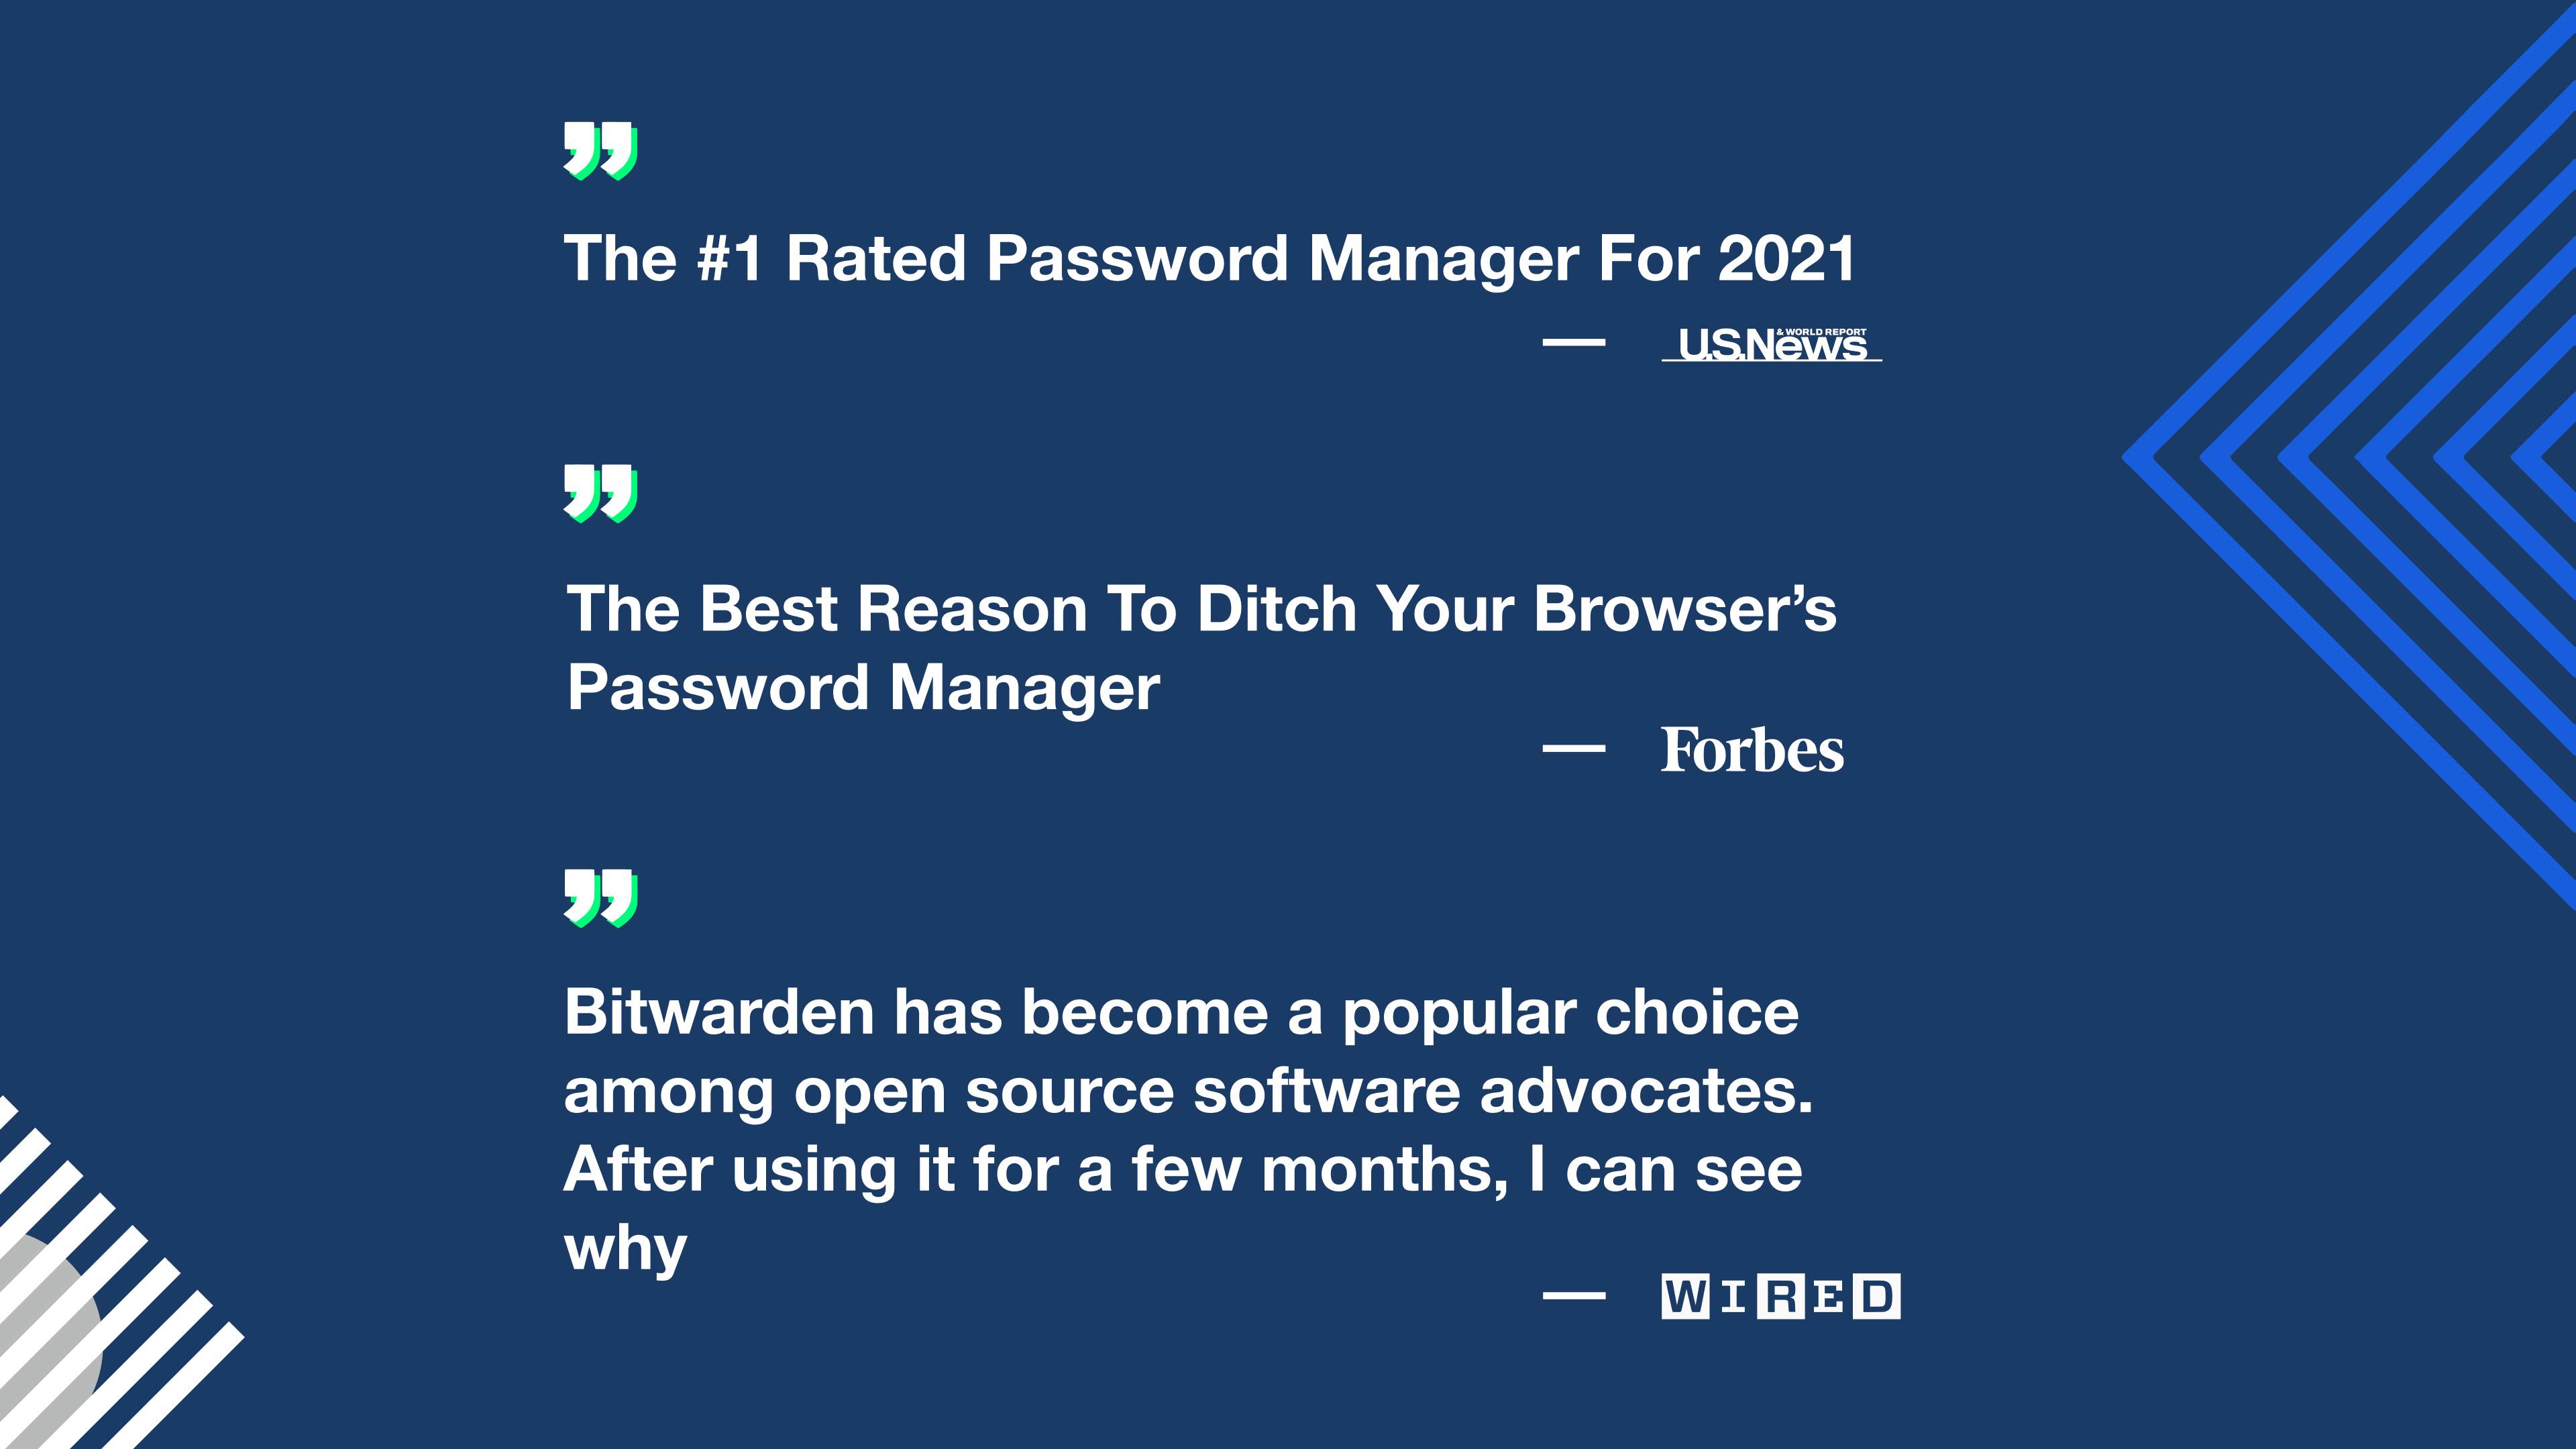 The #1 Rated Password Manager For 2021
— U.S.News & WORLD REPORT
The Best Reason To Ditch Your Browser’s
Password Manager
— Forbes
Bitwarden has become a popular choice
among open source software advocates.
After using it for a few months, I can see
why
— WIRED